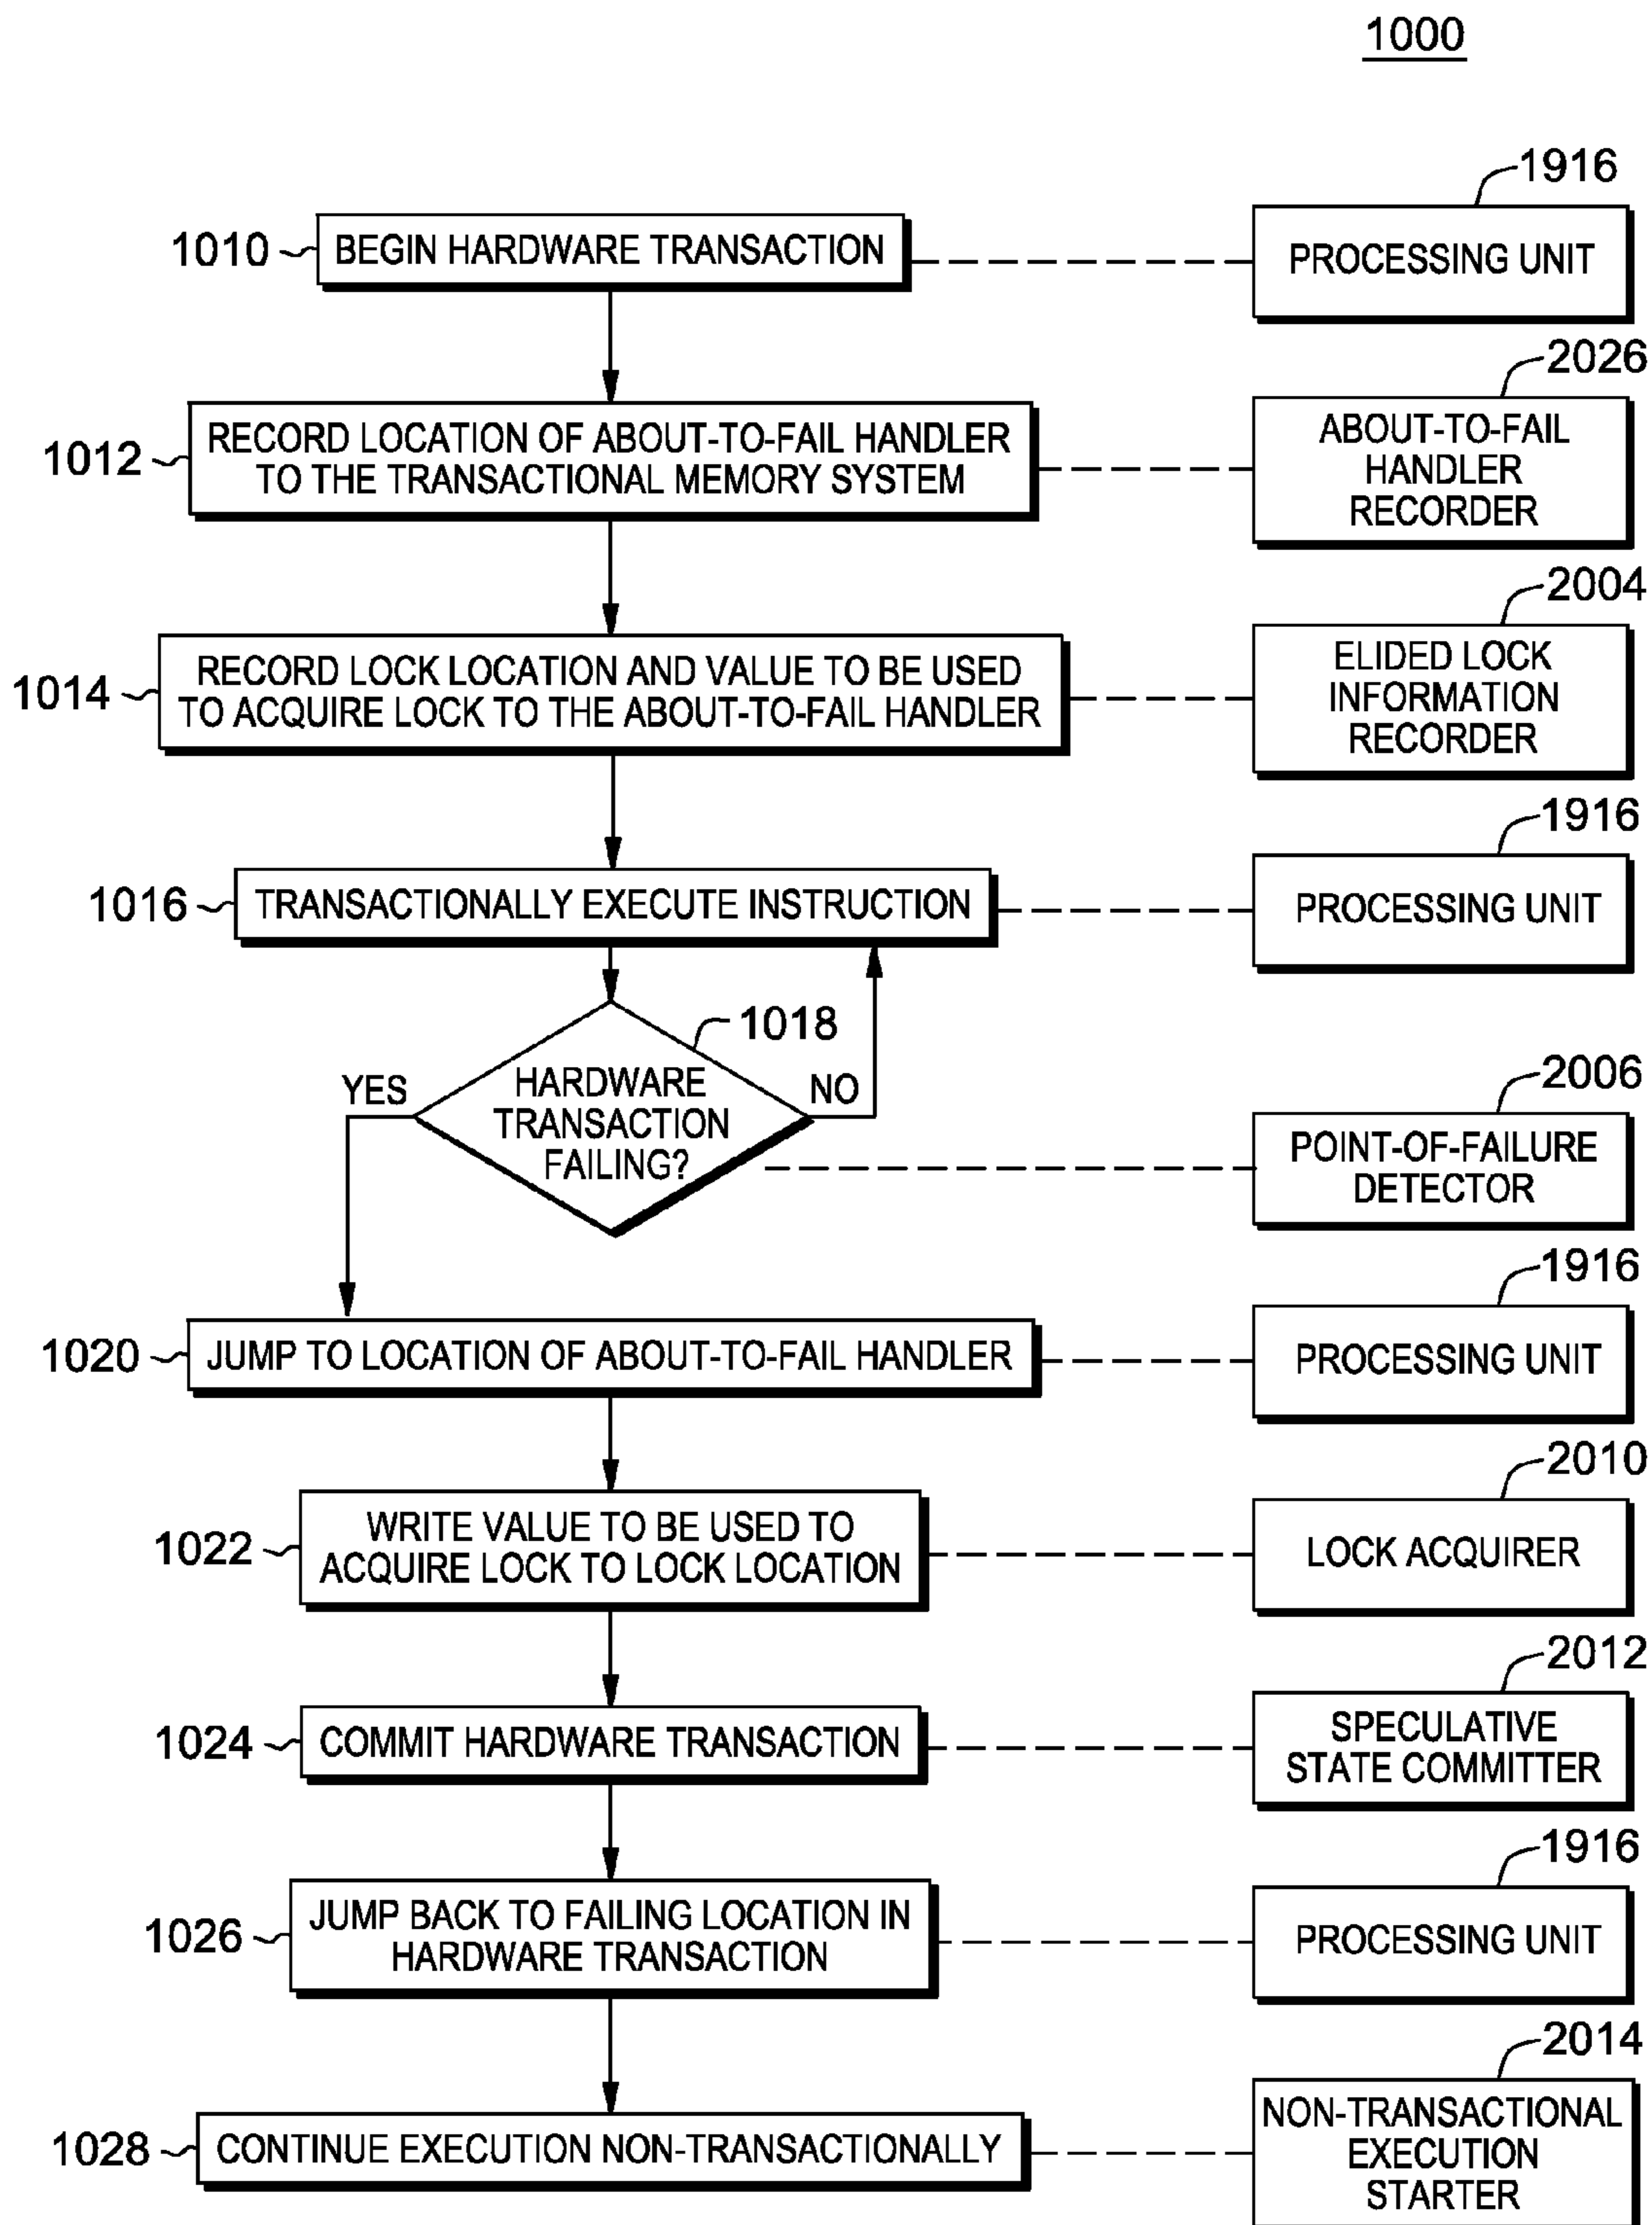 1000
1916
1010
BEGIN HARDWARE TRANSACTION
PROCESSING UNIT
2026
1012
RECORD LOCATION OF ABOUT-TO-FAIL HANDLER
TO THE TRANSACTIONAL MEMORY SYSTEM
ABOUT-TO-FAIL
HANDLER
RECORDER
2004
1014
RECORD LOCK LOCATION AND VALUE TO BE USED
TO ACQUIRE LOCK TO THE ABOUT-TO-FAIL HANDLER
ELIDED LOCK
INFORMATION
RECORDER
1916
1016
TRANSACTIONALLY EXECUTE INSTRUCTION
PROCESSING UNIT
1018
YES
HARDWARE
TRANSACTION
FAILING?
NO
2006
POINT-OF-FAILURE
DETECTOR
1916
1020
JUMP TO LOCATION OF ABOUT-TO-FAIL HANDLER
PROCESSING UNIT
2010
1022
WRITE VALUE TO BE USED TO
ACQUIRE LOCK TO LOCK LOCATION
LOCK ACQUIRER
2012
1024
COMMIT HARDWARE TRANSACTION
SPECULATIVE
STATE COMMITTER
1916
1026
JUMP BACK TO FAILING LOCATION IN
HARDWARE TRANSACTION
PROCESSING UNIT
2014
1028
CONTINUE EXECUTION NON-TRANSACTIONALLY
NON-TRANSACTIONAL
EXECUTION
STARTER